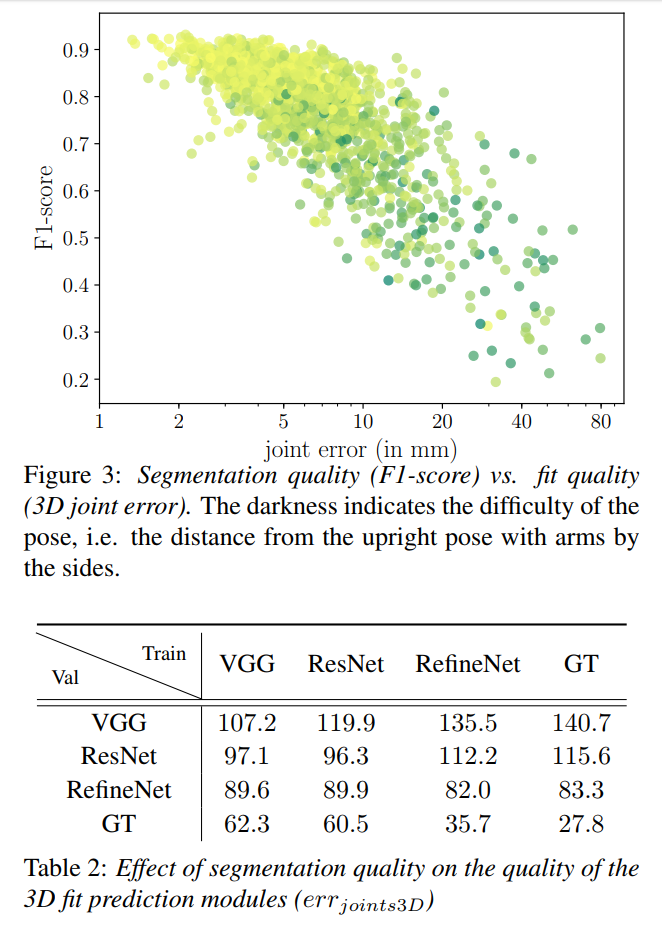 0.9
0.8
0.7
0.6
0.5
0.4
0.3
0.2
F1-score
1 2 5 10 20 40 80
joint error (in mm)
Figure 3: Segmentation quality (F1-score) vs. fit quality
(3D joint error). The darkness indicates the difficulty of the
pose, i.e. the distance from the upright pose with arms by
the sides.
Train
Val
VGG ResNet RefineNet GT
VGG 107.2 119.9 135.5 140.7
ResNet 97.1 96.3 112.2 115.6
RefineNet 89.6 89.9 82.0 83.3
GT 62.3 60.5 35.7 27.8
Table 2: Effect of segmentation quality on the quality of the
3D fit prediction modules (err_joints3D)